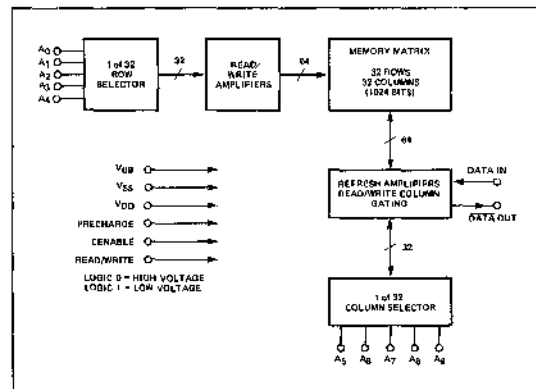 A0
A1
A2
A3
A4
1 of 32
ROW
SELECTOR
32
READ/
WRITE
AMPLIFIERS
64
MEMORY MATRIX
32 ROWS
32 COLUMNS
(1024 BITS)
64
VBB
VSS
VDD
PRECHARGE
CENABLE
READ/WRITE
LOGIC 0 = HIGH VOLTAGE
LOGIC 1 = LOW VOLTAGE
REFRESH AMPLIFIERS
READ/WRITE COLUMN
GATING
DATA IN
DATA OUT
32
1 of 32
COLUMN SELECTOR
A5 A6 A7 A8 A9